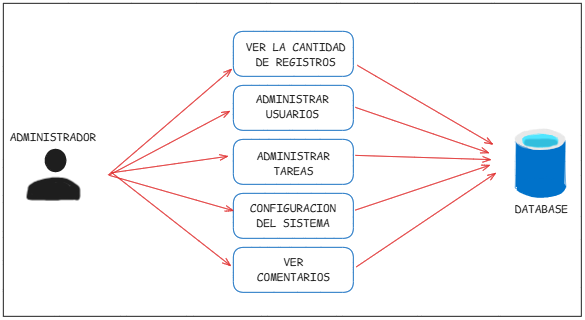 VER LA CANTIDAD
DE REGISTROS
ADMINISTRAR
USUARIOS
ADMINISTRADOR
ADMINISTRAR
TAREAS
CONFIGURACION
DEL SISTEMA
DATABASE
VER
COMENTARIOS